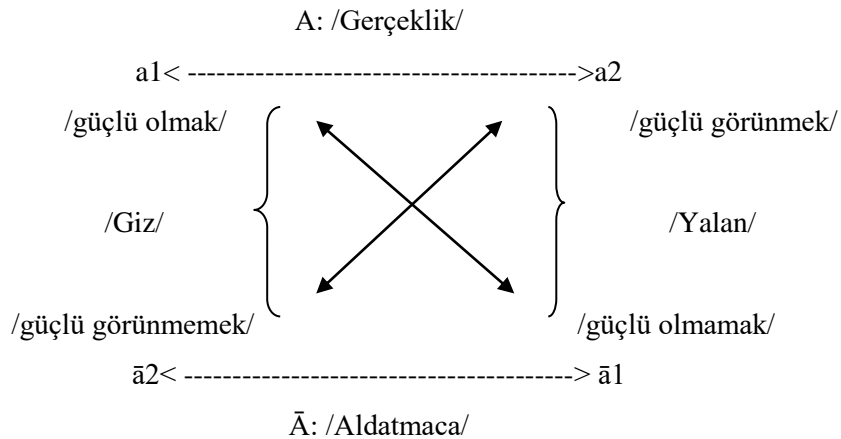 A: /Gerçeklik/
a1< ---------------------------------------->a2
/güçlü olmak/ /güçlü görünmek/
/Giz/ /Yalan/
/güçlü görünmemek/ /güçlü olmamak/
ā2< ----------------------------------------> ā1
Ā: /Aldatmaca/